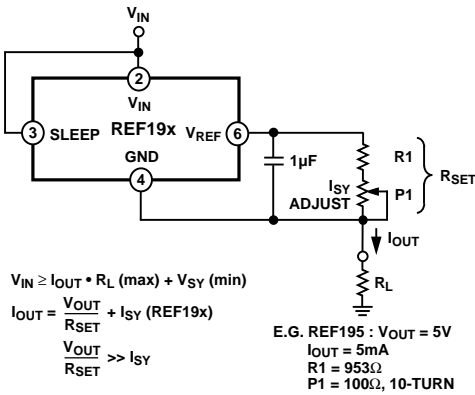 VIN
2
VIN
3 SLEEP REF19x VREF 6
GND
4
1µF
R1
P1
RSET
ISY
ADJUST
IOUT
RL
VIN ≥ IOUT • RL (max) + VSY (min)
IOUT = VOUT / RSET + ISY (REF19x)
VOUT / RSET >> ISY
E.G. REF195 : VOUT = 5V
IOUT = 5mA
R1 = 953Ω
P1 = 100Ω, 10-TURN